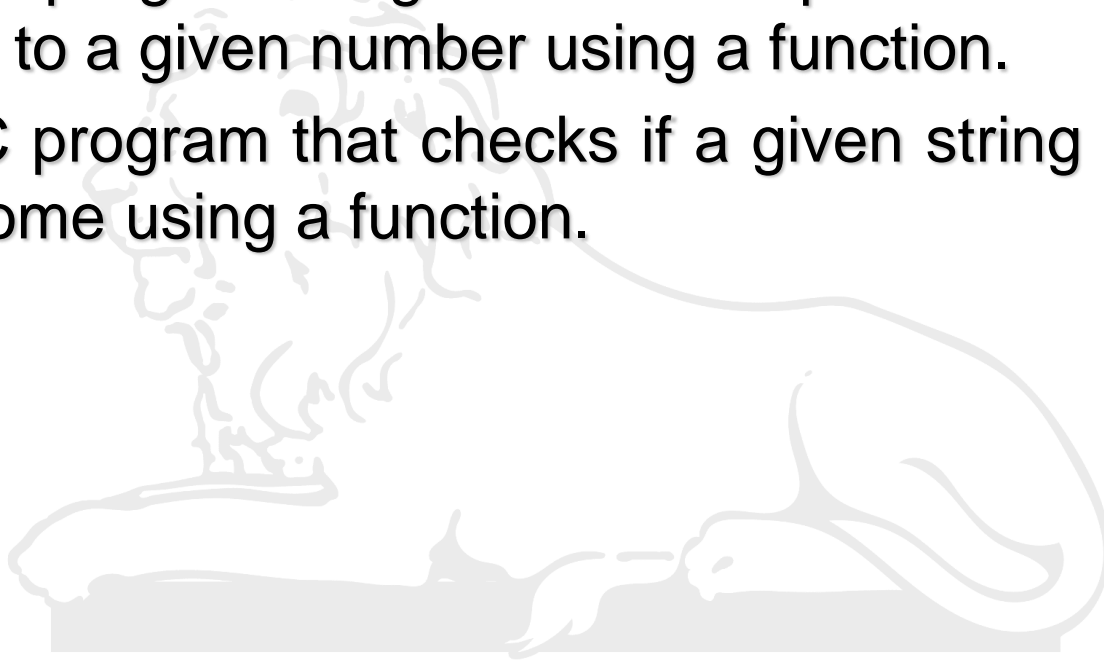 to a given number using a function.
C program that checks if a given string
ome using a function.